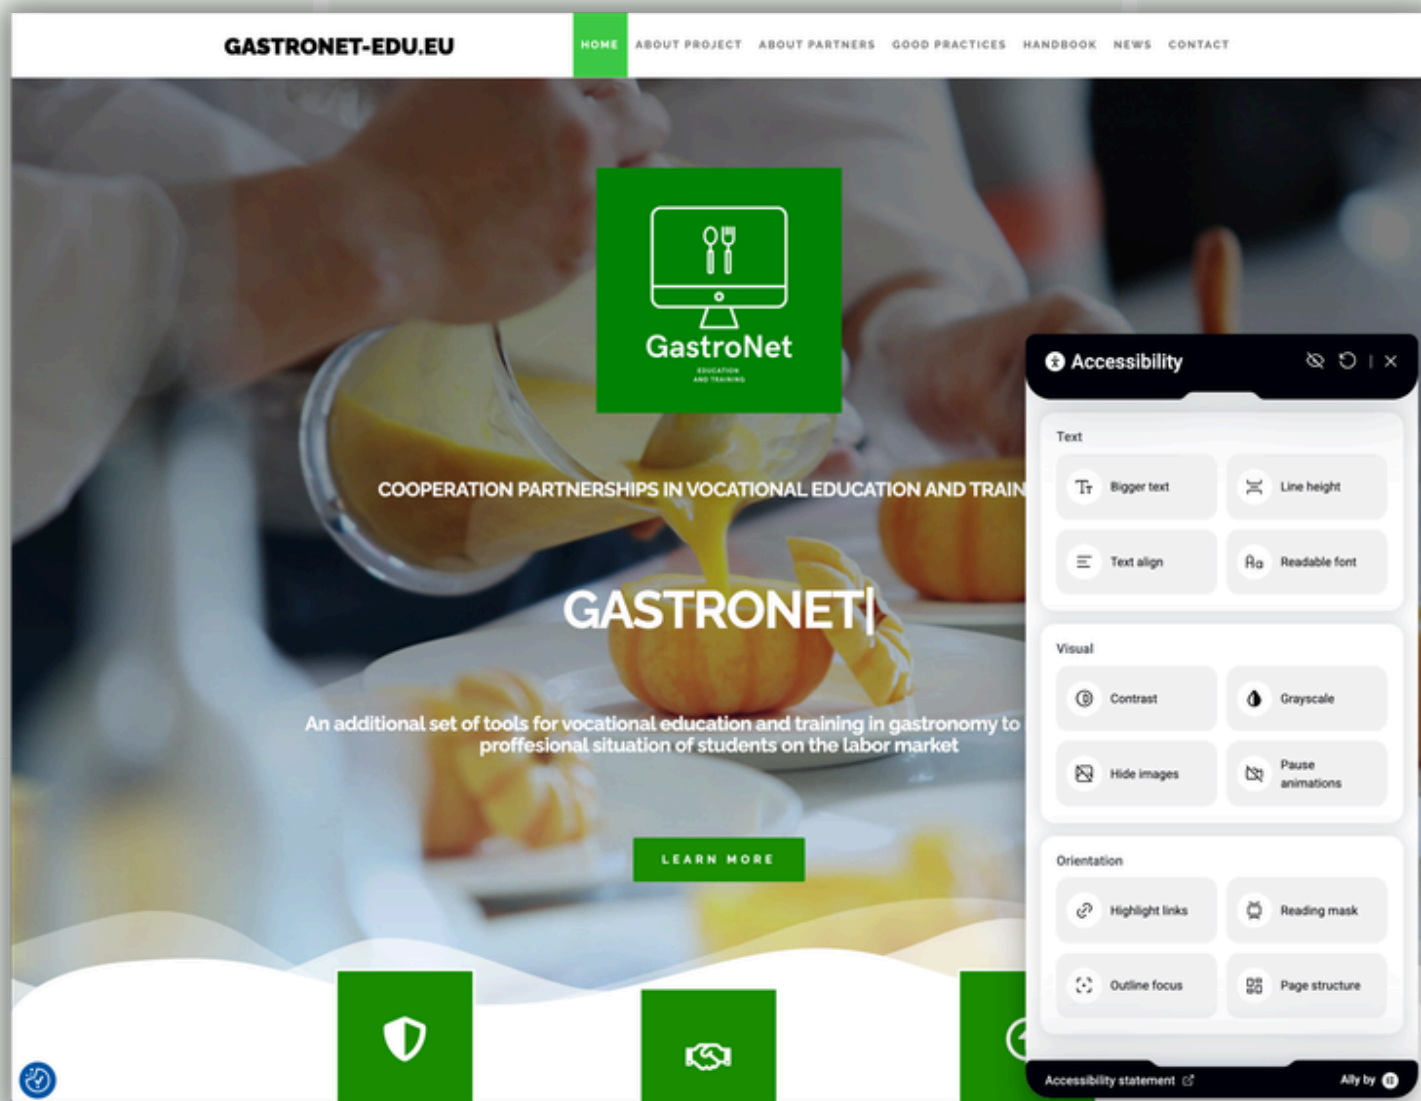 GASTRONET-EDU.EU
HOME ABOUT PROJECT ABOUT PARTNERS GOOD PRACTICES HANDBOOK NEWS CONTACT
GastroNet
EDUCATION
AND TRAINING
COOPERATION PARTNERSHIPS IN VOCATIONAL EDUCATION AND TRAIN
GASTRONET|
An additional set of tools for vocational education and training in gastronomy to
proffesional situation of students on the labor market
LEARN MORE
Accessibility
Text
Bigger text
Line height
Text align
Readable font
Visual
Contrast
Grayscale
Hide images
Pause
animations
Orientation
Highlight links
Reading mask
Outline focus
Page structure
Accessibility statement
Ally by